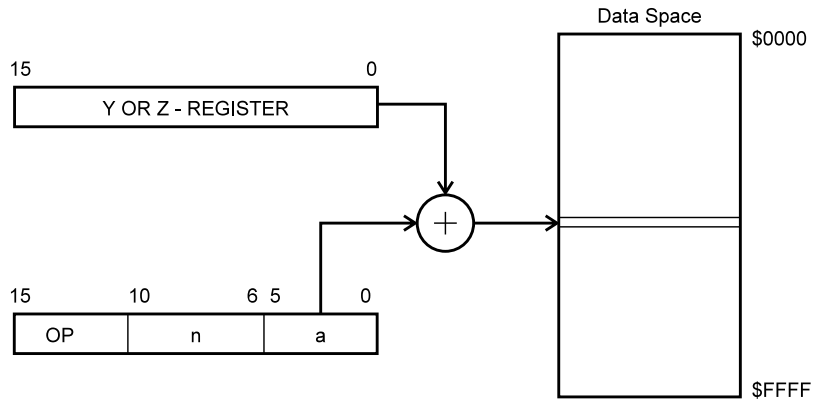 Data Space
$0000
15 0
Y OR Z - REGISTER
+
15 10 6 5 0
OP n a
$FFFF